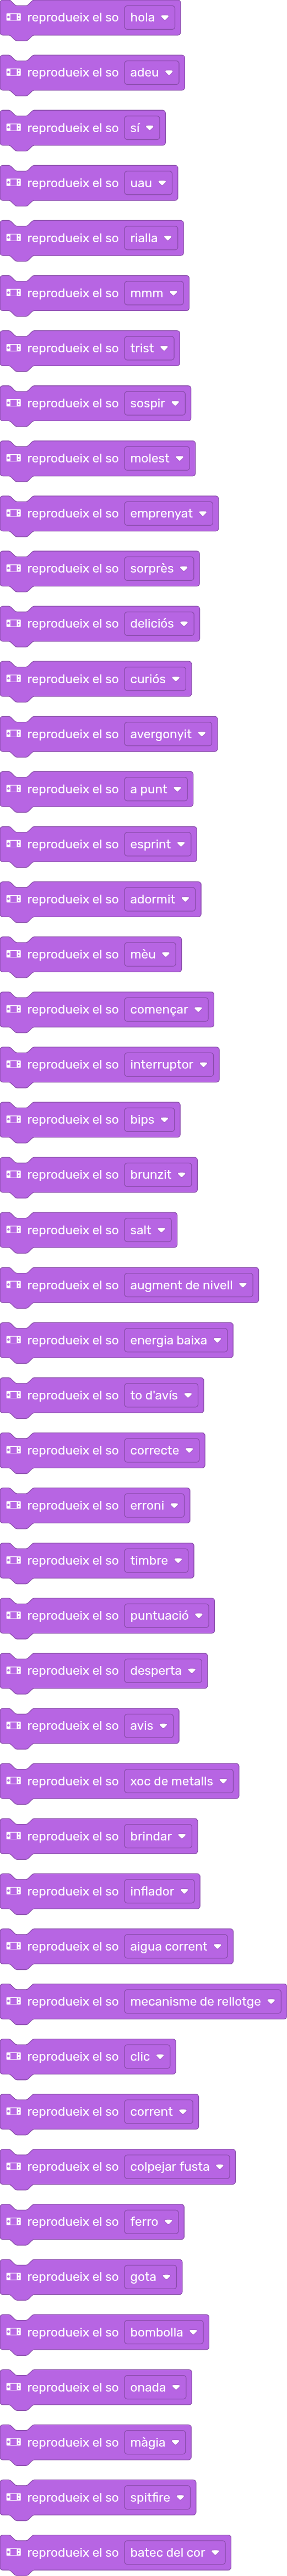 reprodueix el so hola
reprodueix el so adeu
reprodueix el so sí
reprodueix el so uau
reprodueix el so rialla
reprodueix el so mmm
reprodueix el so trist
reprodueix el so sospir
reprodueix el so molest
reprodueix el so emprenyat
reprodueix el so sorprès
reprodueix el so deliciós
reprodueix el so curiós
reprodueix el so avergonyit
reprodueix el so a punt
reprodueix el so esprint
reprodueix el so adormit
reprodueix el so mèu
reprodueix el so començar
reprodueix el so interruptor
reprodueix el so bips
reprodueix el so brunzit
reprodueix el so salt
reprodueix el so augment de nivell
reprodueix el so energia baixa
reprodueix el so to d'avís
reprodueix el so correcte
reprodueix el so erroni
reprodueix el so timbre
reprodueix el so puntuació
reprodueix el so desperta
reprodueix el so avis
reprodueix el so xoc de metalls
reprodueix el so brindar
reprodueix el so inflador
reprodueix el so aigua corrent
reprodueix el so mecanisme de rellotge
reprodueix el so clic
reprodueix el so corrent
reprodueix el so colpejar fusta
reprodueix el so ferro
reprodueix el so gota
reprodueix el so bombolla
reprodueix el so onada
reprodueix el so màgia
reprodueix el so spitfire
reprodueix el so batec del cor